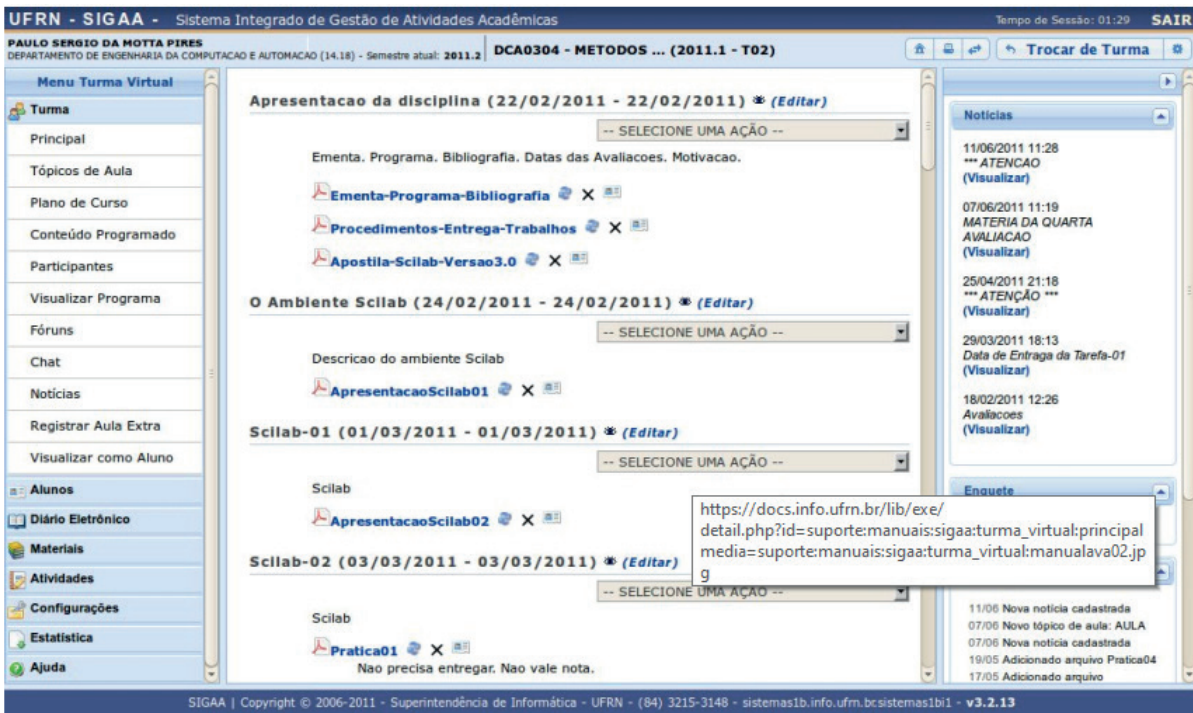 UFRN - SIGAA - Sistema Integrado de Gestão de Atividades Acadêmicas
Tempo de Sessão: 01:29 SAIR
PAULO SERGIO DA MOTTA PIRES
DEPARTAMENTO DE ENGENHARIA DA COMPUTACAO E AUTOMACAO (14.18) - Semestre atual: 2011.2
DCA0304 - METODOS ... (2011.1 - T02)
Trocar de Turma
Menu Turma Virtual
Turma
Principal
Tópicos de Aula
Plano de Curso
Conteúdo Programado
Participantes
Visualizar Programa
Fóruns
Chat
Notícias
Registrar Aula Extra
Visualizar como Aluno
Alunos
Diário Eletrônico
Materiais
Atividades
Configurações
Estatística
Ajuda
Apresentacao da disciplina (22/02/2011 - 22/02/2011) (Editar)
-- SELECIONE UMA AÇÃO --
Ementa. Programa. Bibliografia. Datas das Avaliacoes. Motivacao.
Ementa-Programa-Bibliografia
Procedimentos-Entrega-Trabalhos
Apostila-Scilab-Versao3.0
O Ambiente Scilab (24/02/2011 - 24/02/2011) (Editar)
-- SELECIONE UMA AÇÃO --
Descricao do ambiente Scilab
ApresentacaoScilab01
Scilab-01 (01/03/2011 - 01/03/2011) (Editar)
-- SELECIONE UMA AÇÃO --
Scilab
ApresentacaoScilab02
Scilab-02 (03/03/2011 - 03/03/2011) (Editar)
-- SELECIONE UMA AÇÃO --
Scilab
Pratica01
Nao precisa entregar. Nao vale nota.
Notícias
11/06/2011 11:28
*** ATENCAO
(Visualizar)
07/06/2011 11:19
MATERIA DA QUARTA
AVALIACAO
(Visualizar)
25/04/2011 21:18
*** ATENÇÃO ***
(Visualizar)
29/03/2011 18:13
Data de Entraga da Tarefa-01
(Visualizar)
18/02/2011 12:26
Avaliacoes
(Visualizar)
Enquete
https://docs.info.ufrn.br/lib/exe/
detail.php?id=suporte:manuais:sigaa:turma_virtual:principal
media=suporte:manuais:sigaa:turma_virtual:manualava02.jp
g
11/06 Nova notícia cadastrada
07/06 Novo tópico de aula: AULA
07/06 Nova notícia cadastrada
19/05 Adicionado arquivo Pratica04
17/05 Adicionado arquivo
SIGAA | Copyright © 2006-2011 - Superintendência de Informática - UFRN - (84) 3215-3148 - sistemas1b.info.ufrn.br.sistemas1bi1 - v3.2.13